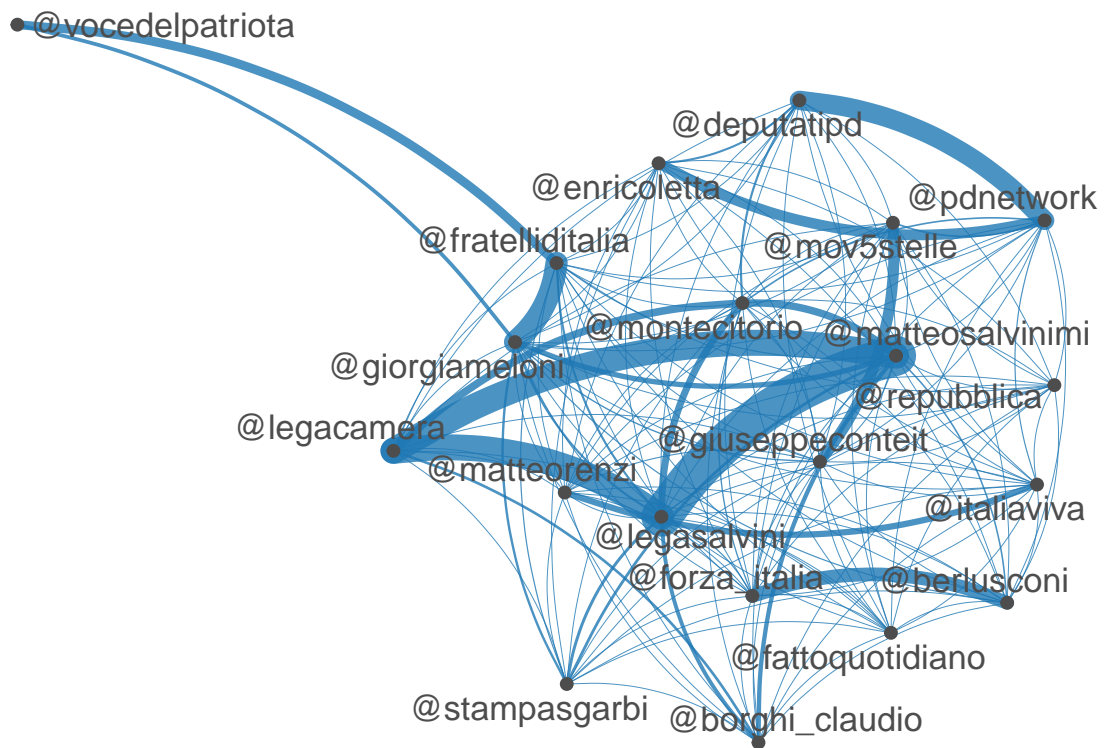 @vocedelpatriota
@deputatipd
@enricoletta
@pdnetwork
@fratelliditalia
@mov5stelle
@montecitorio
@matteosalvinimi
@giorgiameloni
@repubblica
@legacamera
@giuseppeconteit
@matteorenzi
@italiaviva
@legasalvini
@forza_italia
@berlusconi
@fattoquotidiano
@stampasgarbi
@borghi_claudio